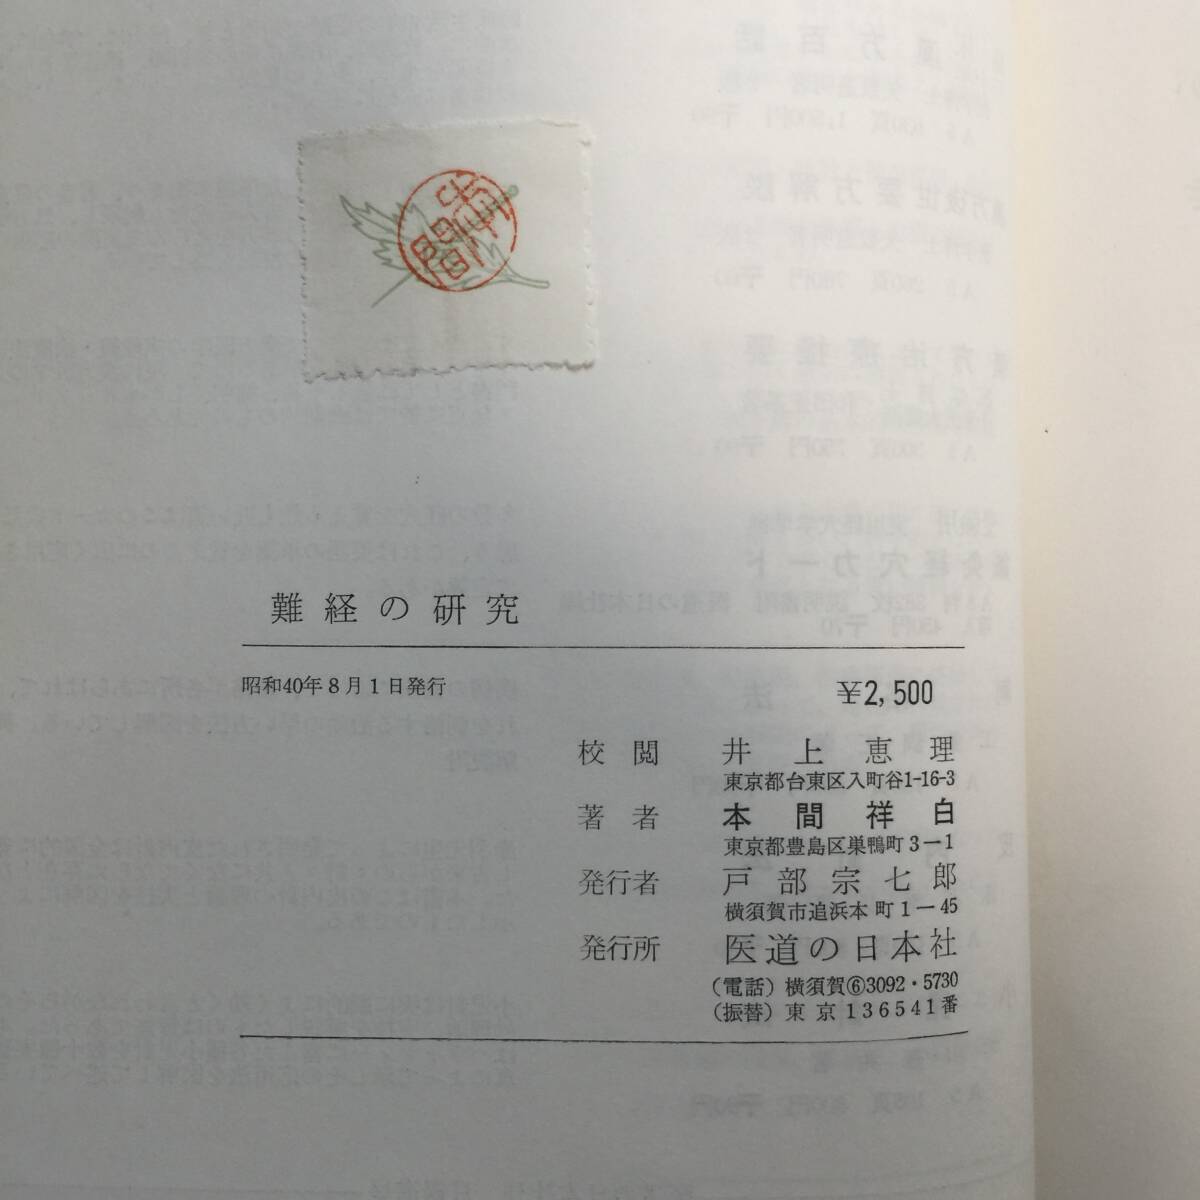 難経の研究
昭和40年8月1日発行
¥2,500
校閲 井上恵理
東京都台東区入町谷1-16-3
著者 本間祥白
東京都豊島区巣鴨町3-1
発行者 戸部宗七郎
横須賀市追浜本町1-45
発行所 医道の日本社
(電話)横須賀⑥3092・5730
(振替)東京136541番